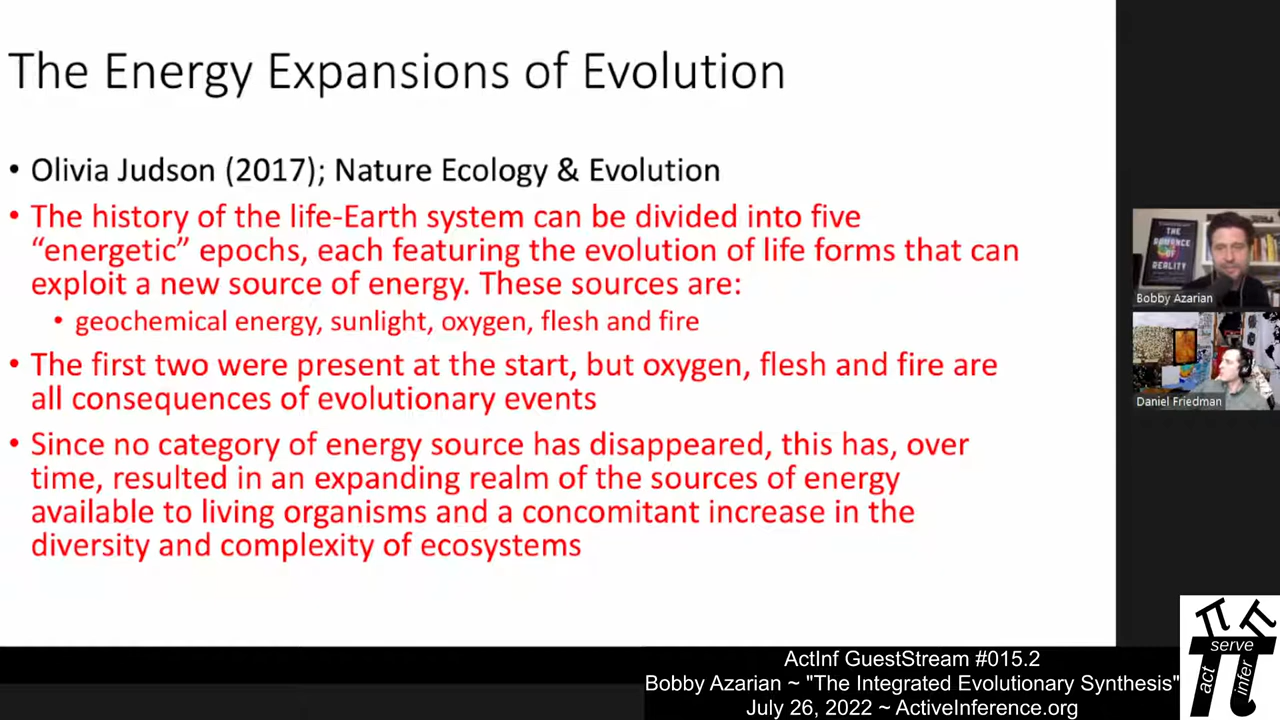 The Energy Expansions of Evolution
• Olivia Judson (2017); Nature Ecology & Evolution
• The history of the life-Earth system can be divided into five
“energetic” epochs, each featuring the evolution of life forms that can
exploit a new source of energy. These sources are:
• geochemical energy, sunlight, oxygen, flesh and fire
• The first two were present at the start, but oxygen, flesh and fire are
all consequences of evolutionary events
• Since no category of energy source has disappeared, this has, over
time, resulted in an expanding realm of the sources of energy
available to living organisms and a concomitant increase in the
diversity and complexity of ecosystems
THE
ROMANCE
OF
REALITY
Bobby Azarian
Daniel Friedman
ActInf GuestStream #015.2
Bobby Azarian ~ "The Integrated Evolutionary Synthesis"
July 26, 2022 ~ ActiveInference.org
serve
act
infer